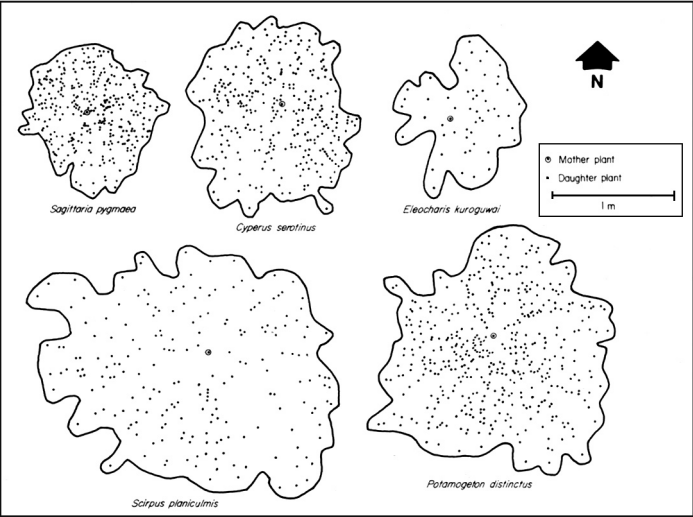 N
Mother plant
Daughter plant
1 m
Sagittaria pygmaea
Cyperus serotinus
Eleocharis kuroguwai
Scirpus planiculmis
Potamogeton distinctus